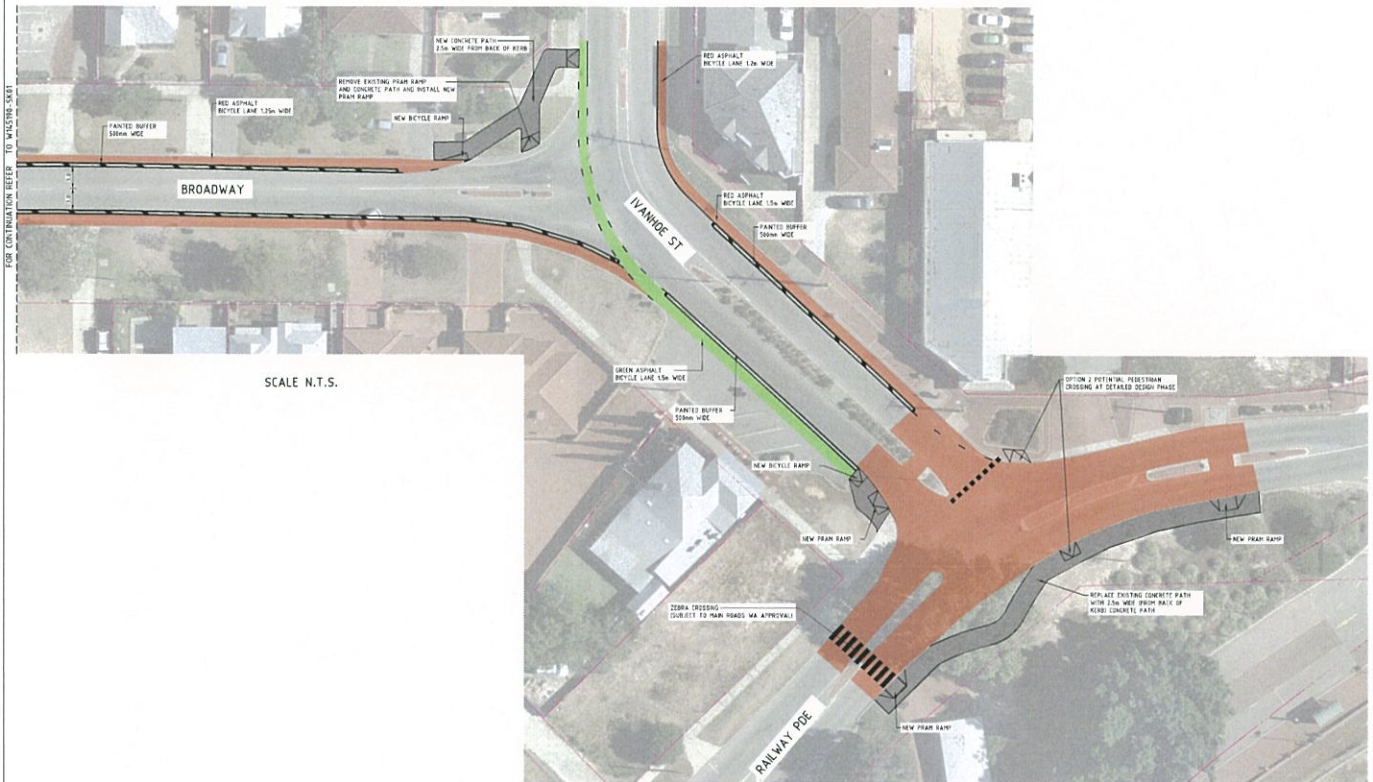 FOR CONTINUATION REFER TO W145190-SK01
NEW CONCRETE PATH
2.5m WIDE FROM BACK OF KERB
REMOVE EXISTING PRAM RAMP
AND CONCRETE PATH AND INSTALL NEW
PRAM RAMP
RED ASPHALT
BICYCLE LANE 1.2m WIDE
RED ASPHALT
BICYCLE LANE 1.25m WIDE
NEW BICYCLE RAMP
PAINTED BUFFER
500mm WIDE
BROADWAY
IVANHOE ST
RED ASPHALT
BICYCLE LANE 1.5m WIDE
PAINTED BUFFER
500mm WIDE
SCALE N.T.S.
GREEN ASPHALT
BICYCLE LANE 1.5m WIDE
PAINTED BUFFER
500mm WIDE
OPTION 2 POTENTIAL PEDESTRIAN
CROSSING AT DETAILED DESIGN PHASE
NEW BICYCLE RAMP
NEW PRAM RAMP
NEW PRAM RAMP
REPLACE EXISTING CONCRETE PATH
WITH 2.5m WIDE (FROM BACK OF
KERB) CONCRETE PATH
ZEBRA CROSSING
(SUBJECT TO MAIN ROADS WA APPROVAL)
NEW PRAM RAMP
RAILWAY PDE